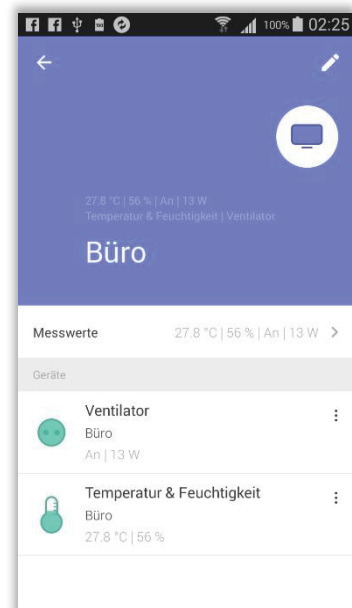 100% 02:25
27.8 °C | 56 % | An | 13 W
Temperatur & Feuchtigkeit | Ventilator
Büro
Messwerte 27.8 °C | 56 % | An | 13 W
Geräte
Ventilator
Büro
An | 13 W
Temperatur & Feuchtigkeit
Büro
27.8 °C | 56 %